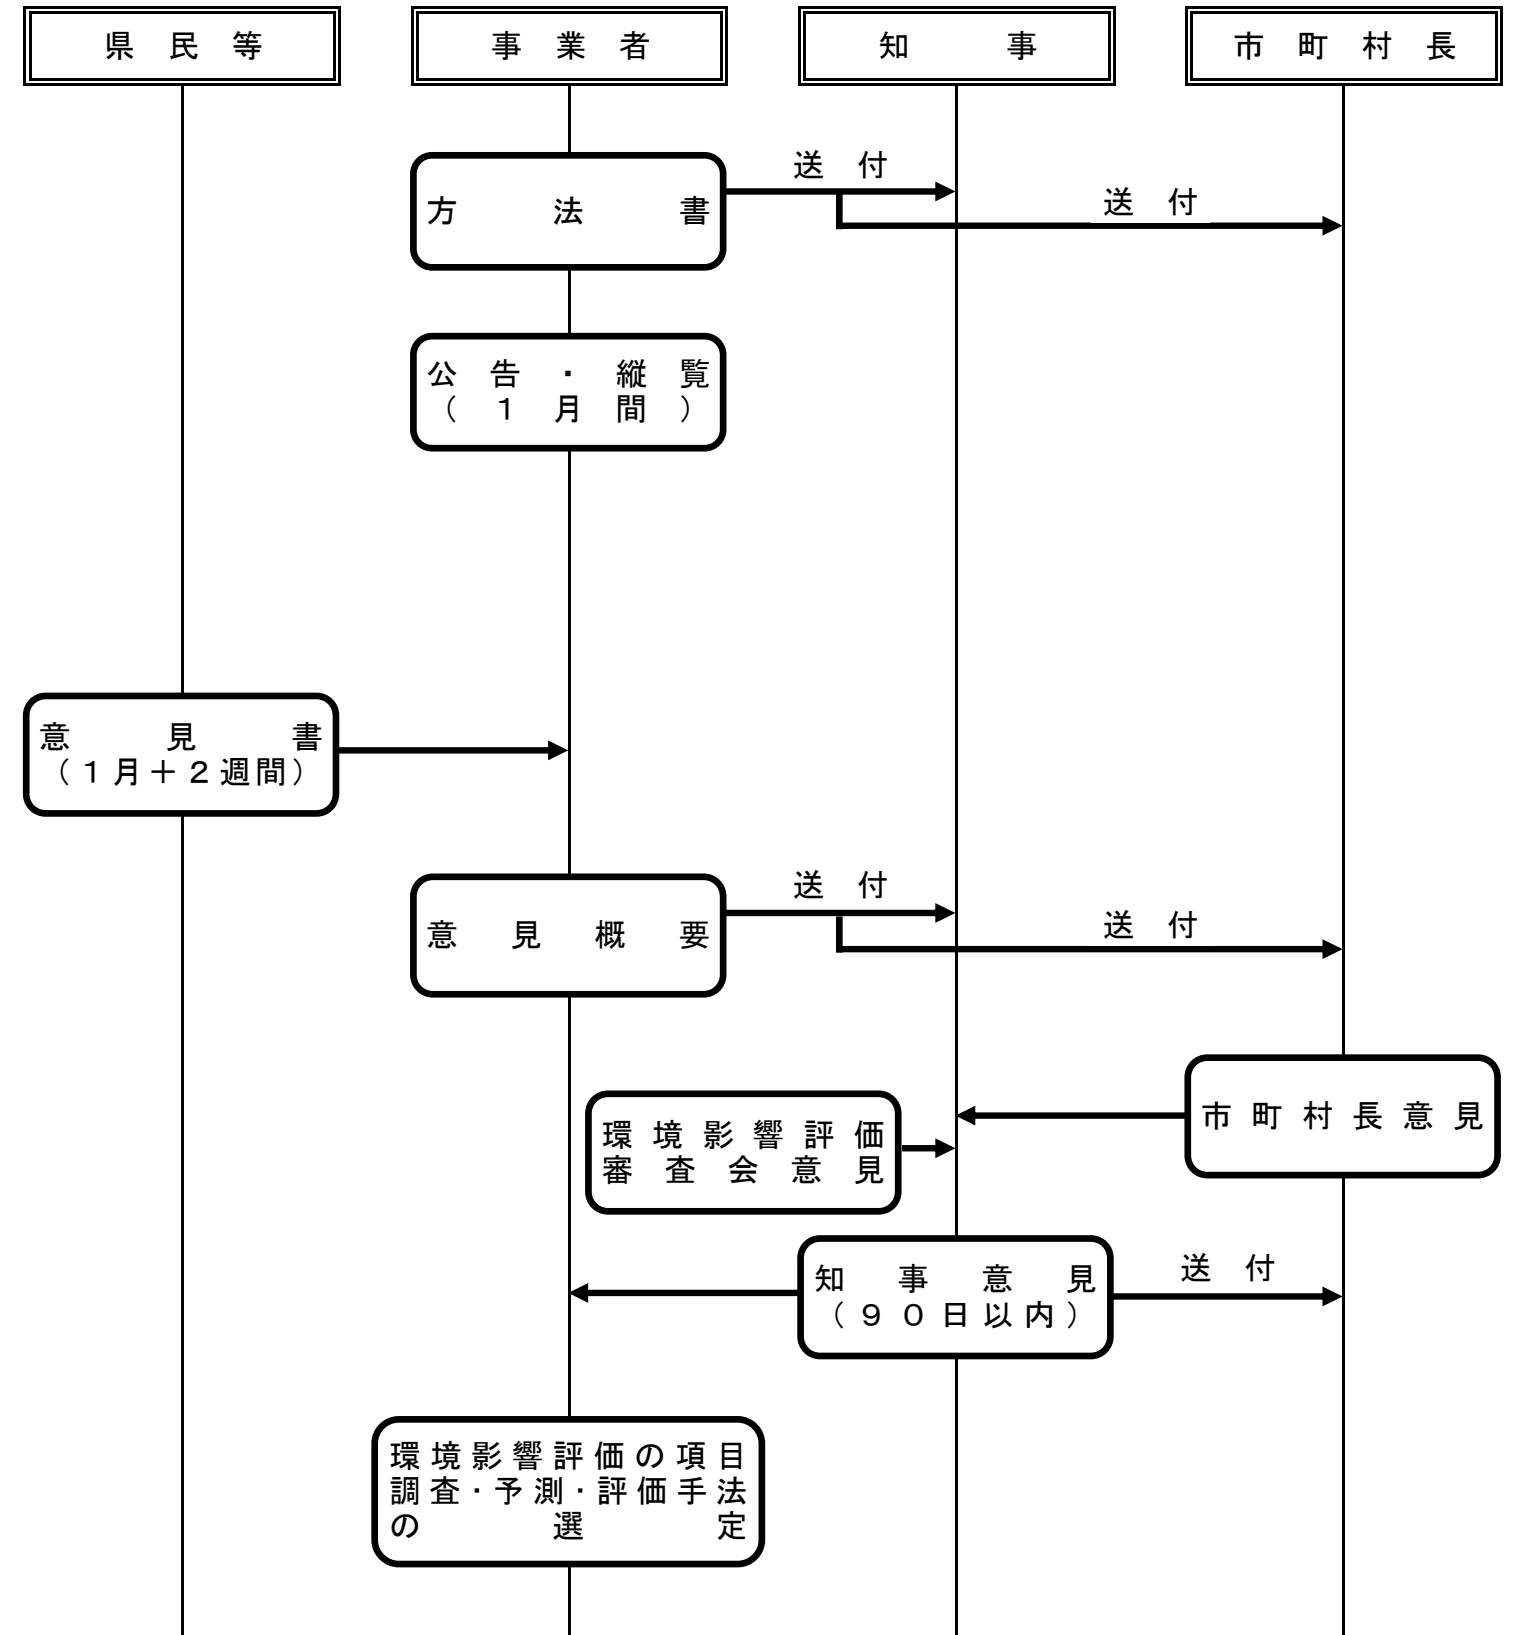 県民等
事業者
知事
市町村長
送付
方法書
送付
公告・縦覧
（１月間）
意見書
（１月＋２週間）
送付
意見概要
送付
市町村長意見
環境影響評価
審査会意見
知事意見
（９０日以内）
送付
環境影響評価の項目
調査・予測・評価手法
の選定